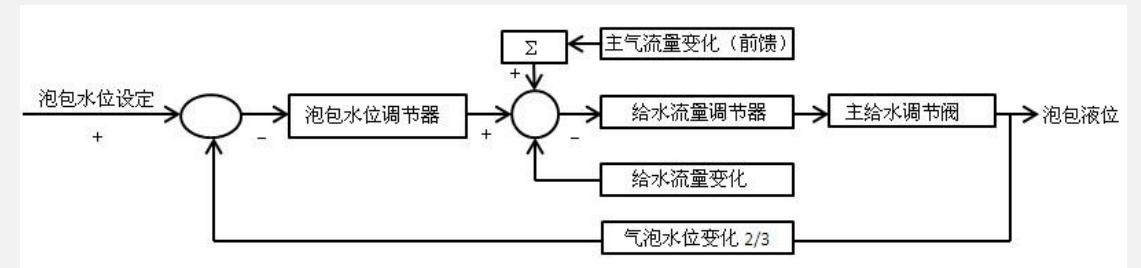 Σ
主气流量变化（前馈）
+
泡包水位设定
+
−
泡包水位调节器
+
−
给水流量调节器
主给水调节阀
泡包液位
给水流量变化
气泡水位变化 2/3